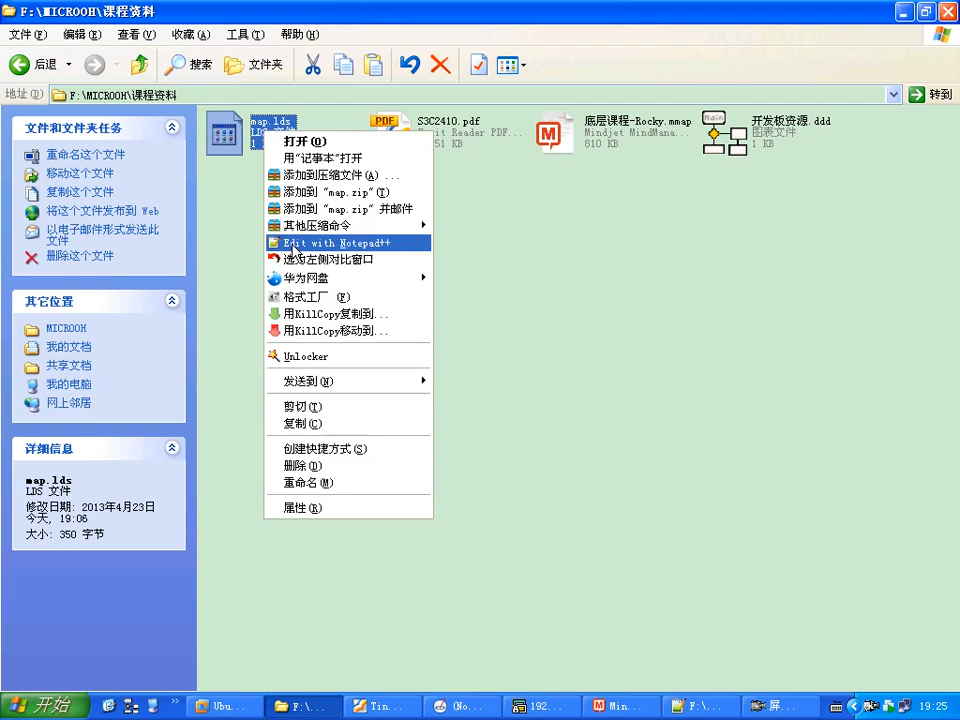 F:\MICROOH\课程资料
文件(F) 编辑(E) 查看(V) 收藏(A) 工具(T) 帮助(H)
后退 搜索 文件夹
地址(D) F:\MICROOH\课程资料 转到
文件和文件夹任务
重命名这个文件
移动这个文件
复制这个文件
将这个文件发布到 Web
以电子邮件形式发送此
文件
删除这个文件
其它位置
MICROOH
我的文档
共享文档
我的电脑
网上邻居
详细信息
map.lds
LDS 文件
修改日期: 2013年4月23日
今天, 19:06
大小: 350 字节
map.lds
LDS 文件
PDF
S3C2410.pdf
底层课程-Rocky.mmap
Mindjet MindMana...
810 KB
Main
开发板资源.ddd
图表文件
1 KB
打开(O)
用“记事本”打开
添加到压缩文件(A)...
添加到 "map.zip"(T)
添加到 "map.zip" 并邮件
其他压缩命令
Edit with Notepad++
选为左侧对比窗口
华为网盘
格式工厂 (F)
用KillCopy复制到...
用KillCopy移动到...
Unlocker
发送到(N)
剪切(T)
复制(C)
创建快捷方式(S)
删除(D)
重命名(M)
属性(R)
开始 Ubu... F:\... Tin... (No... 192... Min... F:\... 屏... 19:25